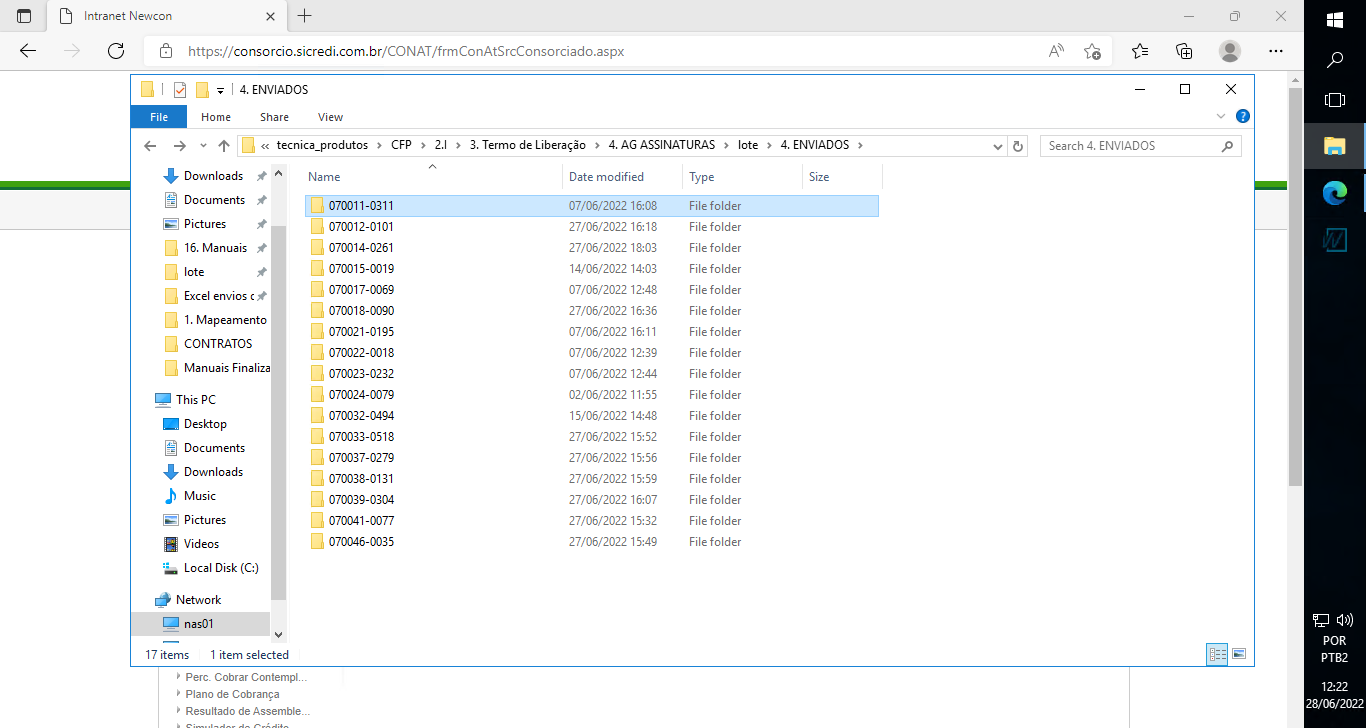 Intranet Newcon
https://consorcio.sicredi.com.br/CONAT/frmConAtSrcConsorciado.aspx
4. ENVIADOS
File Home Share View
« tecnica_produtos > CFP > 2.I > 3. Termo de Liberação > 4. AG ASSINATURAS > lote > 4. ENVIADOS >
Search 4. ENVIADOS
Downloads
Documents
Pictures
16. Manuais
lote
Excel envios c
1. Mapeamento
CONTRATOS
Manuais Finaliza
This PC
Desktop
Documents
Downloads
Music
Pictures
Videos
Local Disk (C:)
Network
nas01
Name Date modified Type Size
070011-0311 07/06/2022 16:08 File folder
070012-0101 27/06/2022 16:18 File folder
070014-0261 27/06/2022 18:03 File folder
070015-0019 14/06/2022 14:03 File folder
070017-0069 07/06/2022 12:48 File folder
070018-0090 27/06/2022 16:36 File folder
070021-0195 07/06/2022 16:11 File folder
070022-0018 07/06/2022 12:39 File folder
070023-0232 07/06/2022 12:44 File folder
070024-0079 02/06/2022 11:55 File folder
070032-0494 15/06/2022 14:48 File folder
070033-0518 27/06/2022 15:52 File folder
070037-0279 27/06/2022 15:56 File folder
070038-0131 27/06/2022 15:59 File folder
070039-0304 27/06/2022 16:07 File folder
070041-0077 27/06/2022 15:32 File folder
070046-0035 27/06/2022 15:49 File folder
17 items 1 item selected
Perc. Cobrar Contempl...
Plano de Cobrança
Resultado de Assemble...
Simulador de Crédito
POR
PTB2
12:22
28/06/2022